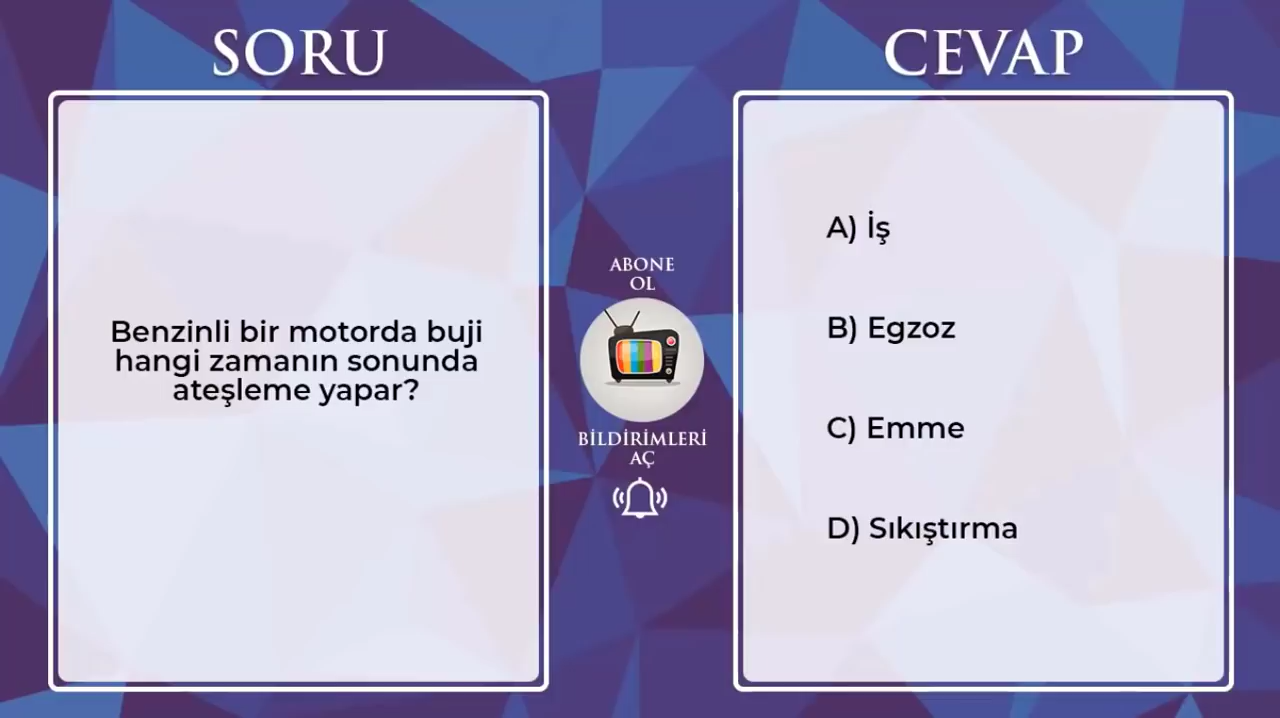 SORU
Benzinli bir motorda buji
hangi zamanın sonunda
ateşleme yapar?
ABONE
OL
BİLDİRİMLERİ
AÇ
CEVAP
A) İş
B) Egzoz
C) Emme
D) Sıkıştırma